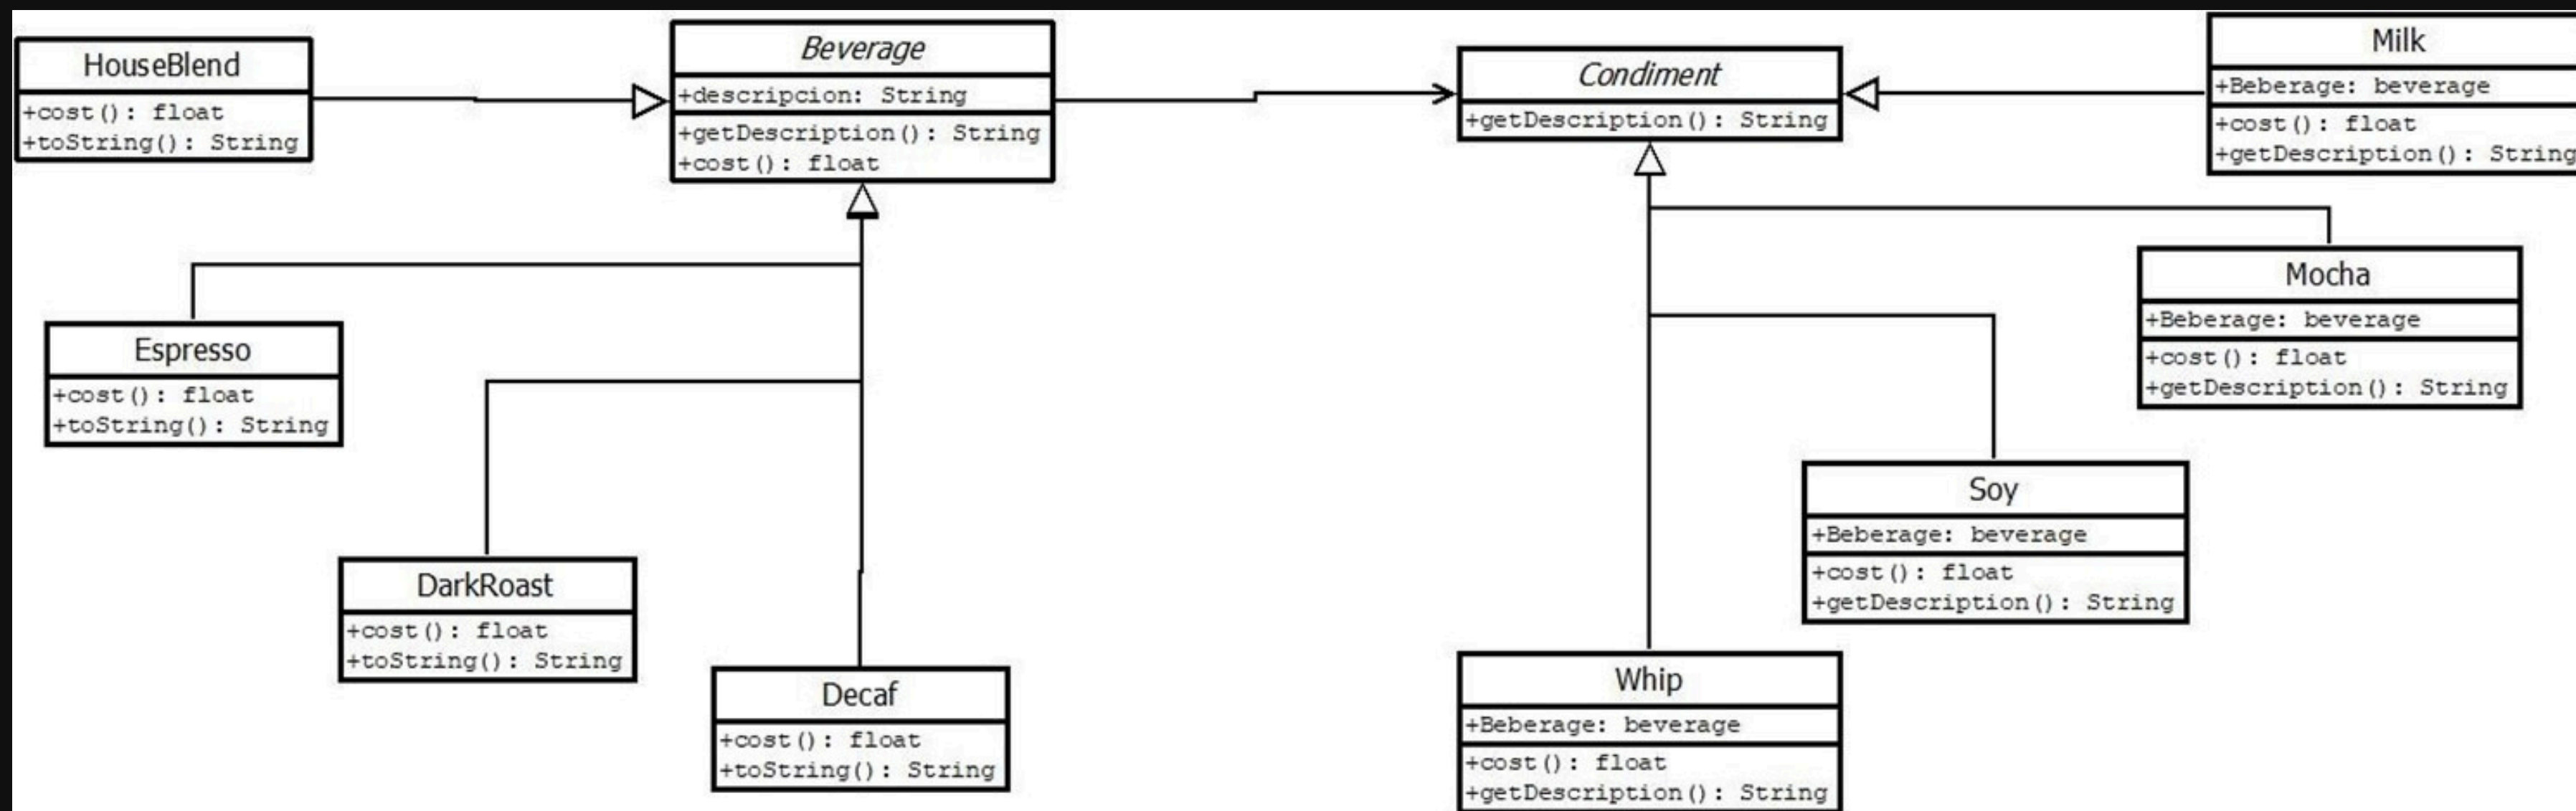 HouseBlend
+cost(): float
+toString(): String
Beverage
+descripcion: String
+getDescription(): String
+cost(): float
Condiment
+getDescription(): String
Milk
+Beberage: beverage
+cost(): float
+getDescription(): String
Espresso
+cost(): float
+toString(): String
DarkRoast
+cost(): float
+toString(): String
Decaf
+cost(): float
+toString(): String
Mocha
+Beberage: beverage
+cost(): float
+getDescription(): String
Soy
+Beberage: beverage
+cost(): float
+getDescription(): String
Whip
+Beberage: beverage
+cost(): float
+getDescription(): String